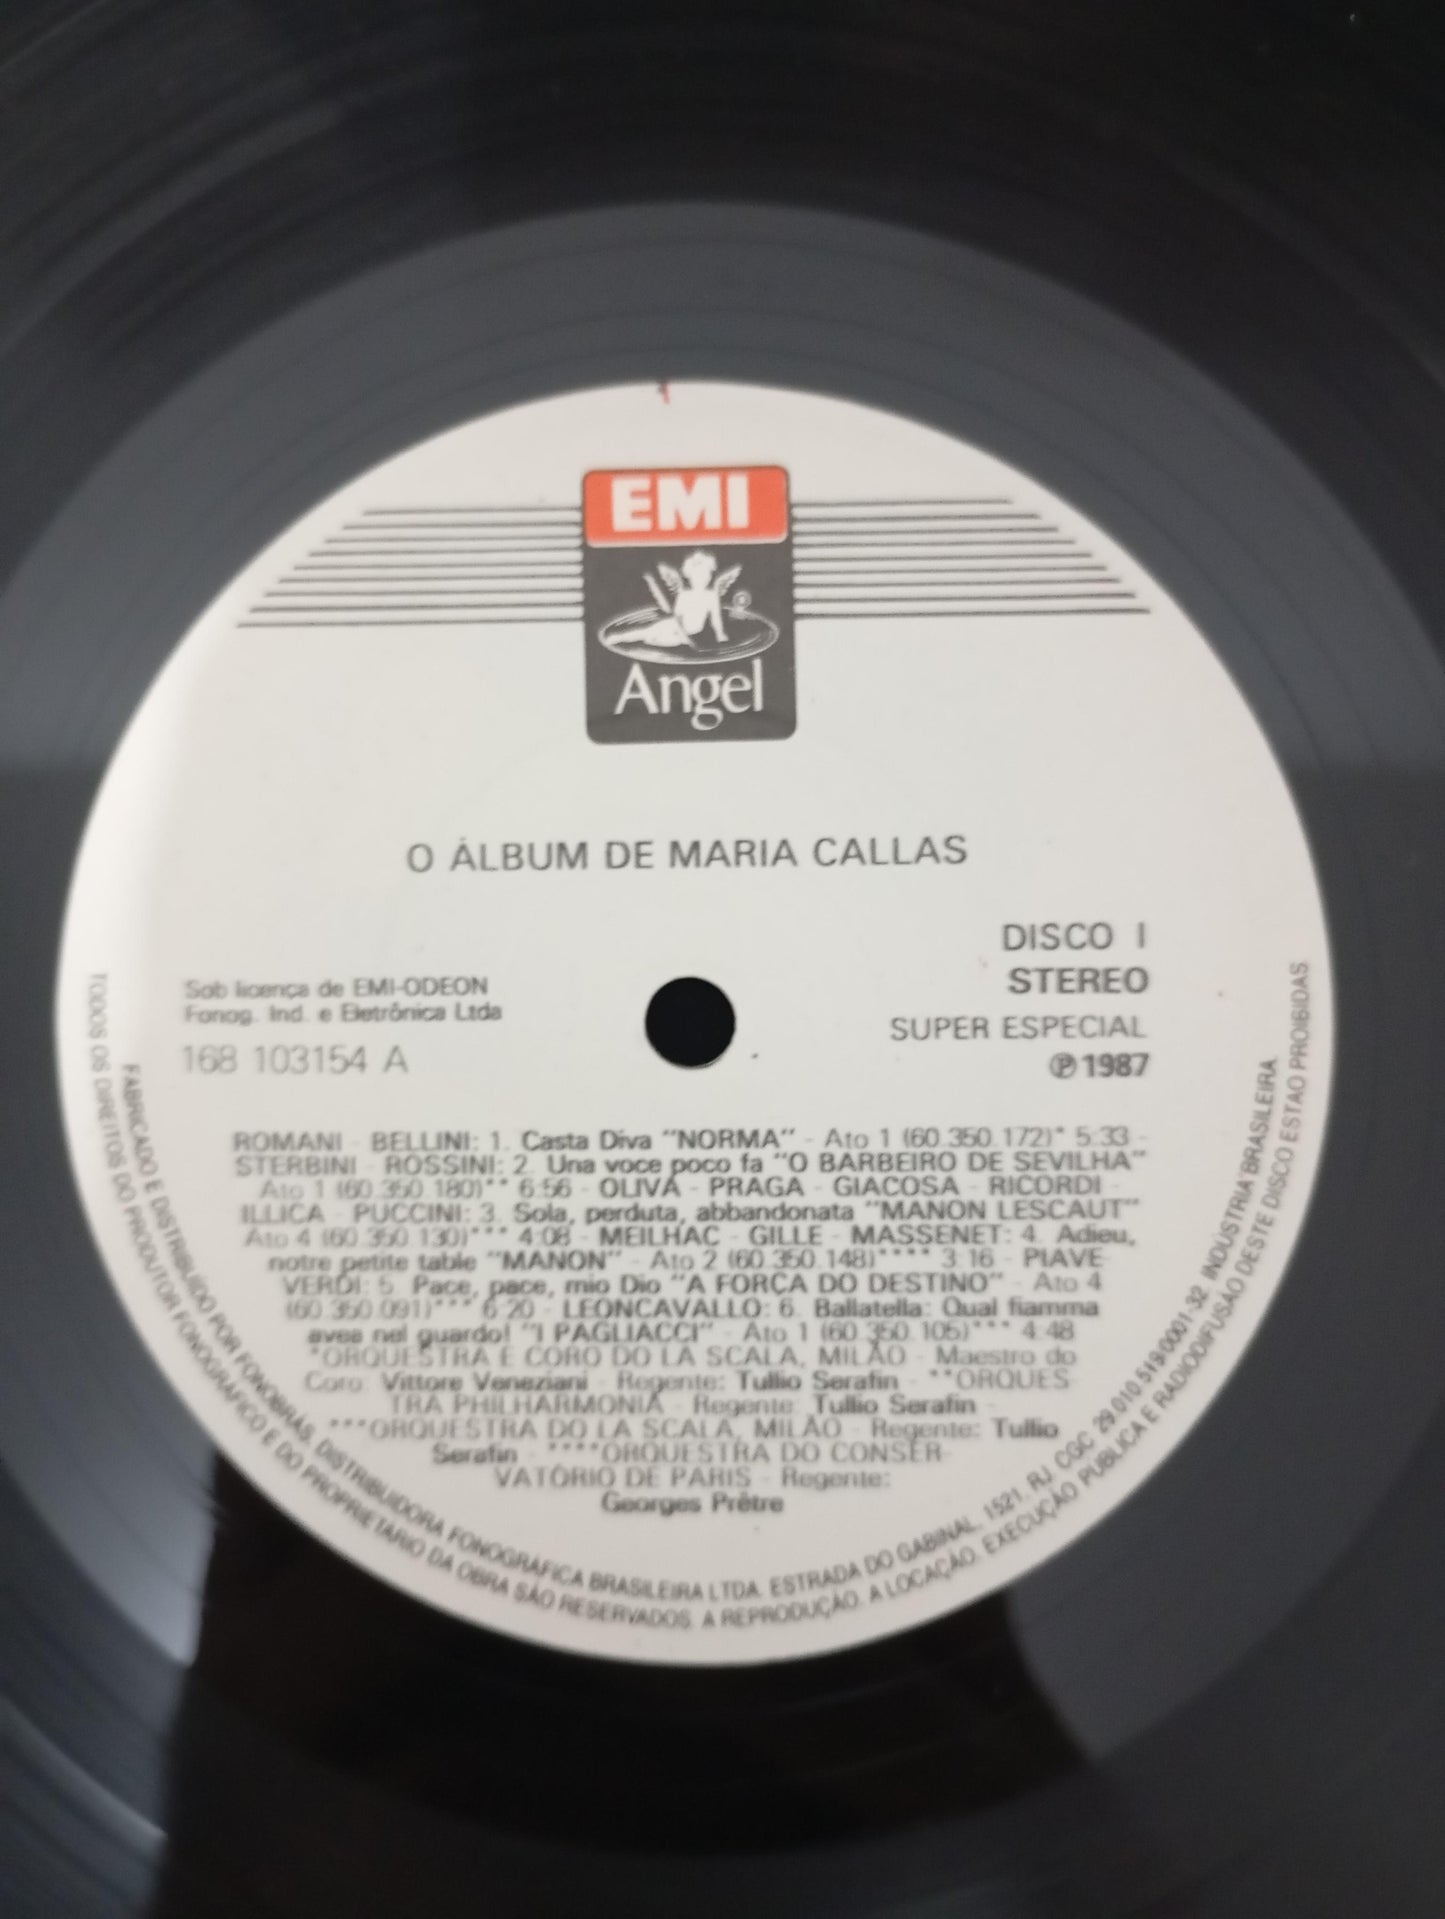 EMI
Angel
O ÁLBUM DE MARIA CALLAS
DISCO I
STEREO
SUPER ESPECIAL
℗ 1987
Sob licença de EMI-ODEON
Fonog. Ind. e Eletrônica Ltda
168 103154 A
ROMANI - BELLINI: 1. Casta Diva "NORMA" - Ato 1 (60.350.172)* 5:33 -
STERBINI - ROSSINI: 2. Una voce poco fa "O BARBEIRO DE SEVILHA"
Ato 1 (60.350.180)** 6:56 - OLIVA - PRAGA - GIACOSA - RICORDI -
ILLICA - PUCCINI: 3. Sola, perduta, abbandonata "MANON LESCAUT"
Ato 4 (60.350.130)*** 4:08 - MEILHAC - GILLE - MASSENET: 4. Adieu,
notre petite table "MANON" - Ato 2 (60.350.148)**** 3:16 - PIAVE-
VERDI: 5. Pace, pace, mio Dio "A FORÇA DO DESTINO" - Ato 4
(60.350.091)*** 6:20 - LEONCAVALLO: 6. Ballatella: Qual fiamma
avea nel guardo! "I PAGLIACCI" - Ato 1 (60.350.105)*** 4:48
*ORQUESTRA E CORO DO LA SCALA, MILÃO - Maestro do
Coro: Vittore Veneziani - Regente: Tullio Serafin - **ORQUES-
TRA PHILHARMONIA - Regente: Tullio Serafin -
***ORQUESTRA DO LA SCALA, MILÃO - Regente: Tullio
Serafin - ****ORQUESTRA DO CONSER-
VATÓRIO DE PARIS - Regente:
Georges Prêtre
FABRICADO E DISTRIBUIDO POR FONOBRÁS, DISTRIBUIDORA FONOGRÁFICA BRASILEIRA LTDA. ESTRADA DO GABINAL, 1521, RJ. CGC 29.010.519/0001-32. INDÚSTRIA BRASILEIRA
TODOS OS DIREITOS DO PRODUTOR FONOGRÁFICO E DO PROPRIETÁRIO DA OBRA SÃO RESERVADOS. A REPRODUÇÃO. A LOCAÇÃO. EXECUÇÃO PÚBLICA E RADIODIFUSÃO DESTE DISCO ESTÃO PROIBIDAS